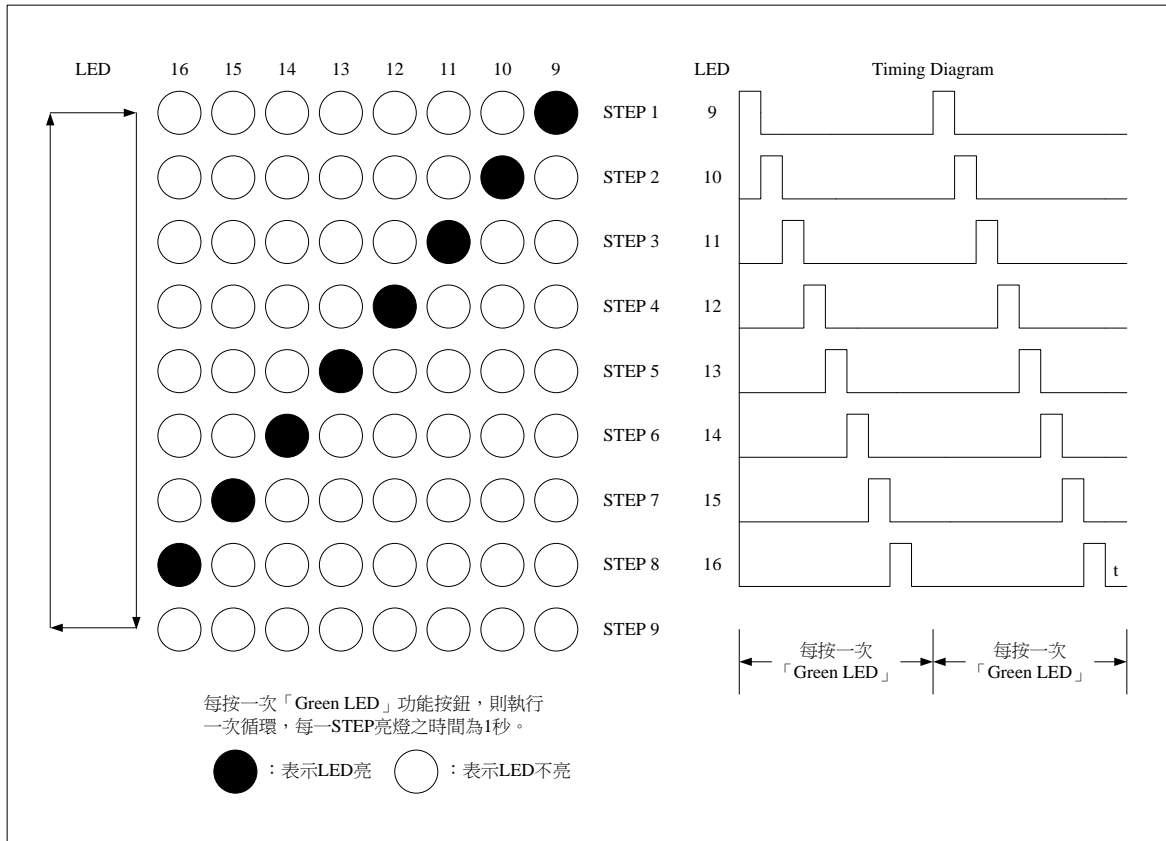 LED 16 15 14 13 12 11 10 9 LED Timing Diagram
STEP 1 9
STEP 2 10
STEP 3 11
STEP 4 12
STEP 5 13
STEP 6 14
STEP 7 15
STEP 8 16 t
STEP 9
每按一次 每按一次
「Green LED」 「Green LED」
每按一次「Green LED」功能按鈕，則執行
一次循環，每一STEP亮燈之時間為1秒。
：表示LED亮 ：表示LED不亮